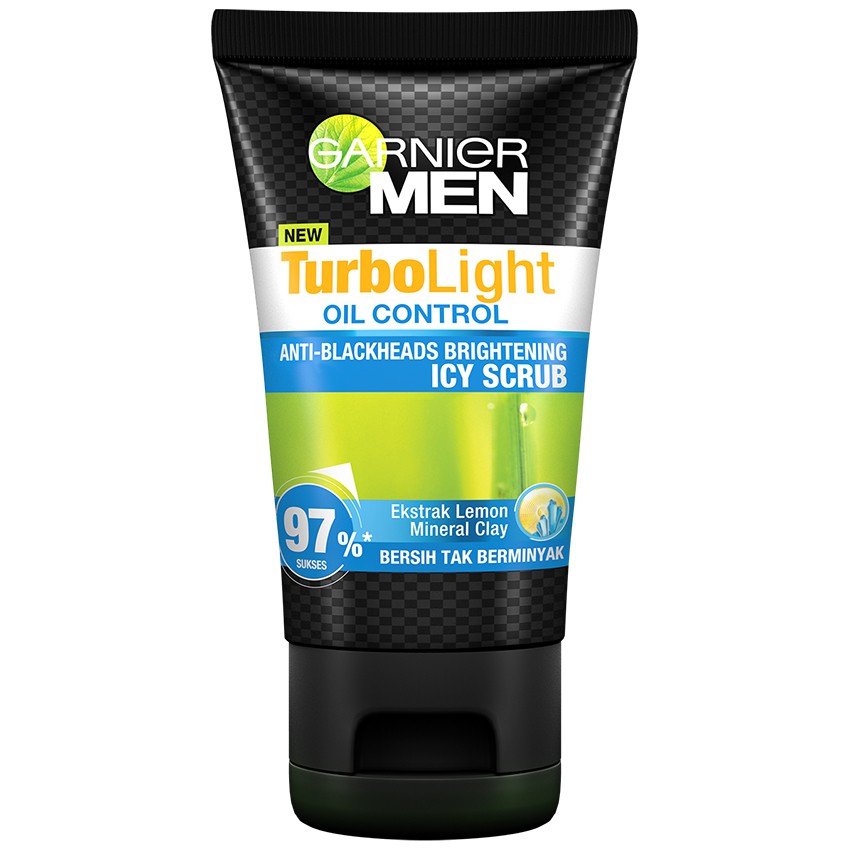 GARNIER
MEN
NEW
TurboLight
OIL CONTROL
ANTI-BLACKHEADS BRIGHTENING
ICY SCRUB
97%*
SUKSES
Ekstrak Lemon
Mineral Clay
BERSIH TAK BERMINYAK